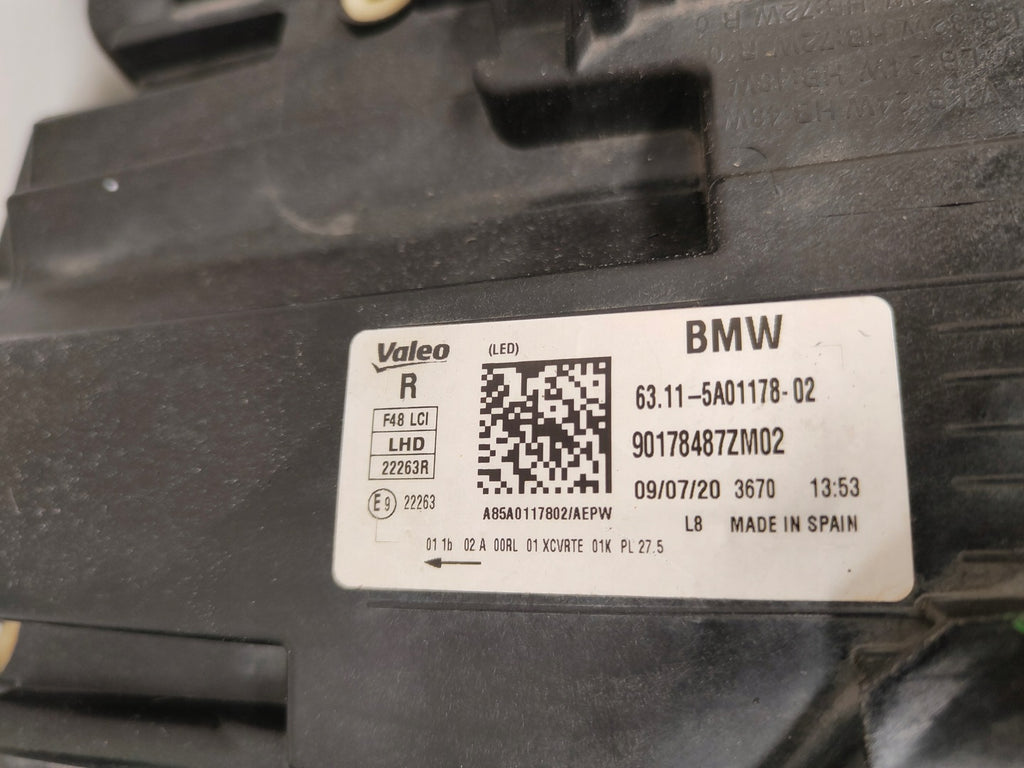 Valeo
(LED)
BMW
R
F48 LCI
LHD
22263R
E9 22263
63.11-5A01178-02
90178487ZM02
09/07/20 3670 13:53
A85A0117802/AEPW
L8 MADE IN SPAIN
01 1b 02 A 00RL 01 XCVRTE 01K PL 27.5